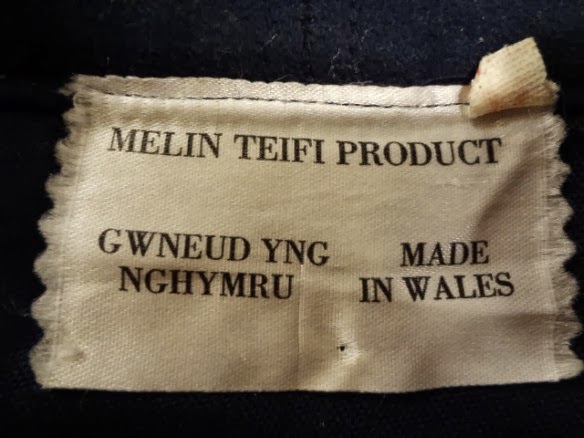 MELIN TEIFI PRODUCT
GWNEUD YNG
NGHYMRU
MADE
IN WALES